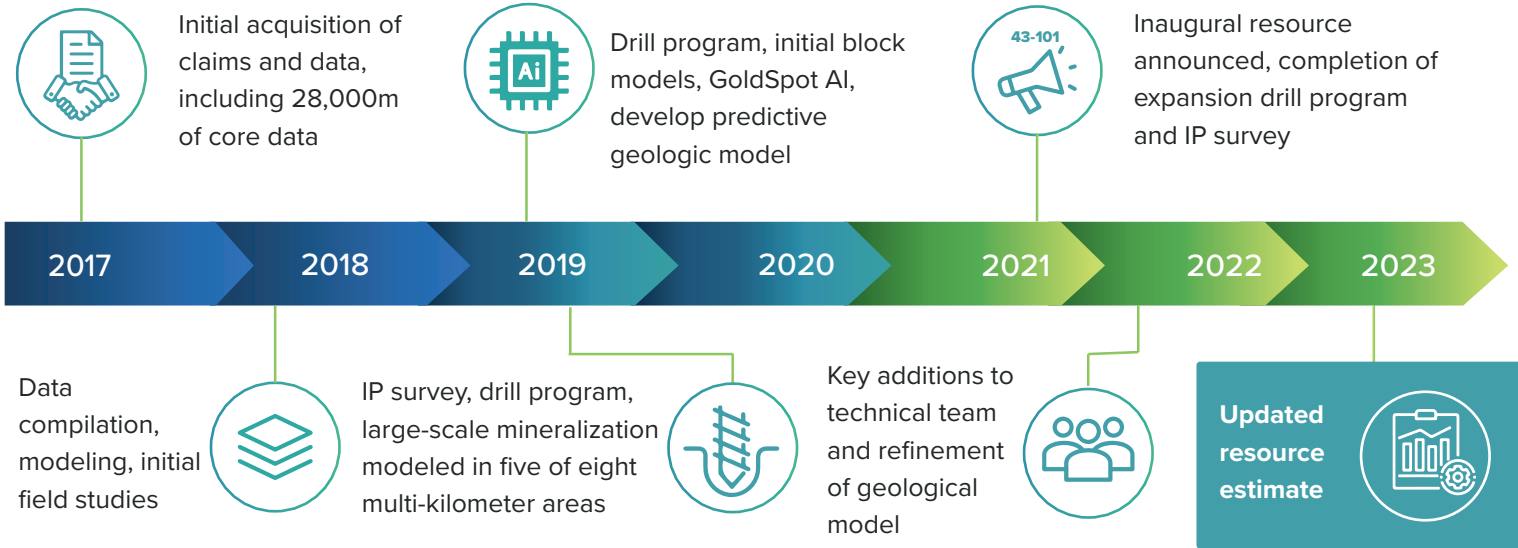 Initial acquisition of
claims and data,
including 28,000m
of core data
Ai
Drill program, initial block
models, GoldSpot AI,
develop predictive
geologic model
43-101
Inaugural resource
announced, completion of
expansion drill program
and IP survey
2017
2018
2019
2020
2021
2022
2023
Data
compilation,
modeling, initial
field studies
IP survey, drill program,
large-scale mineralization
modeled in five of eight
multi-kilometer areas
Key additions to
technical team
and refinement
of geological
model
Updated
resource
estimate